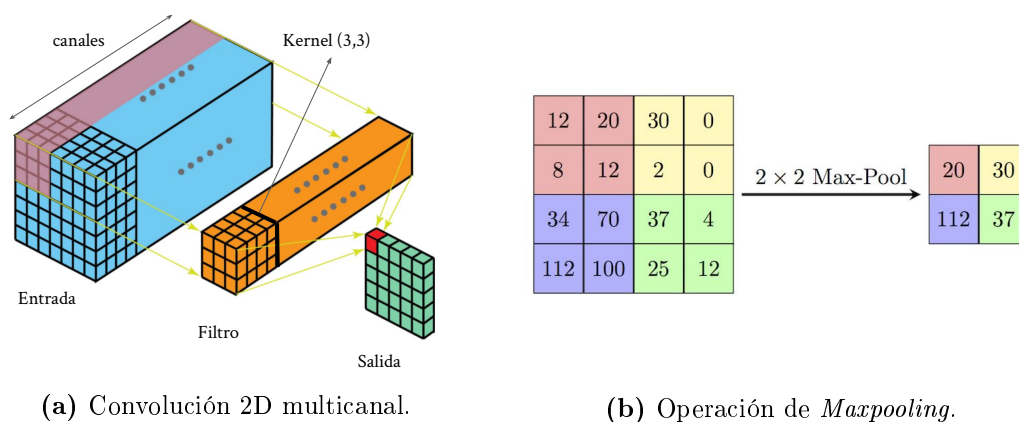 canales
Kernel (3,3)
Entrada
Filtro
Salida
(a) Convolución 2D multicanal.
12 20 30 0
8 12 2 0
34 70 37 4
112 100 25 12
2 × 2 Max-Pool
20 30
112 37
(b) Operación de Maxpooling.